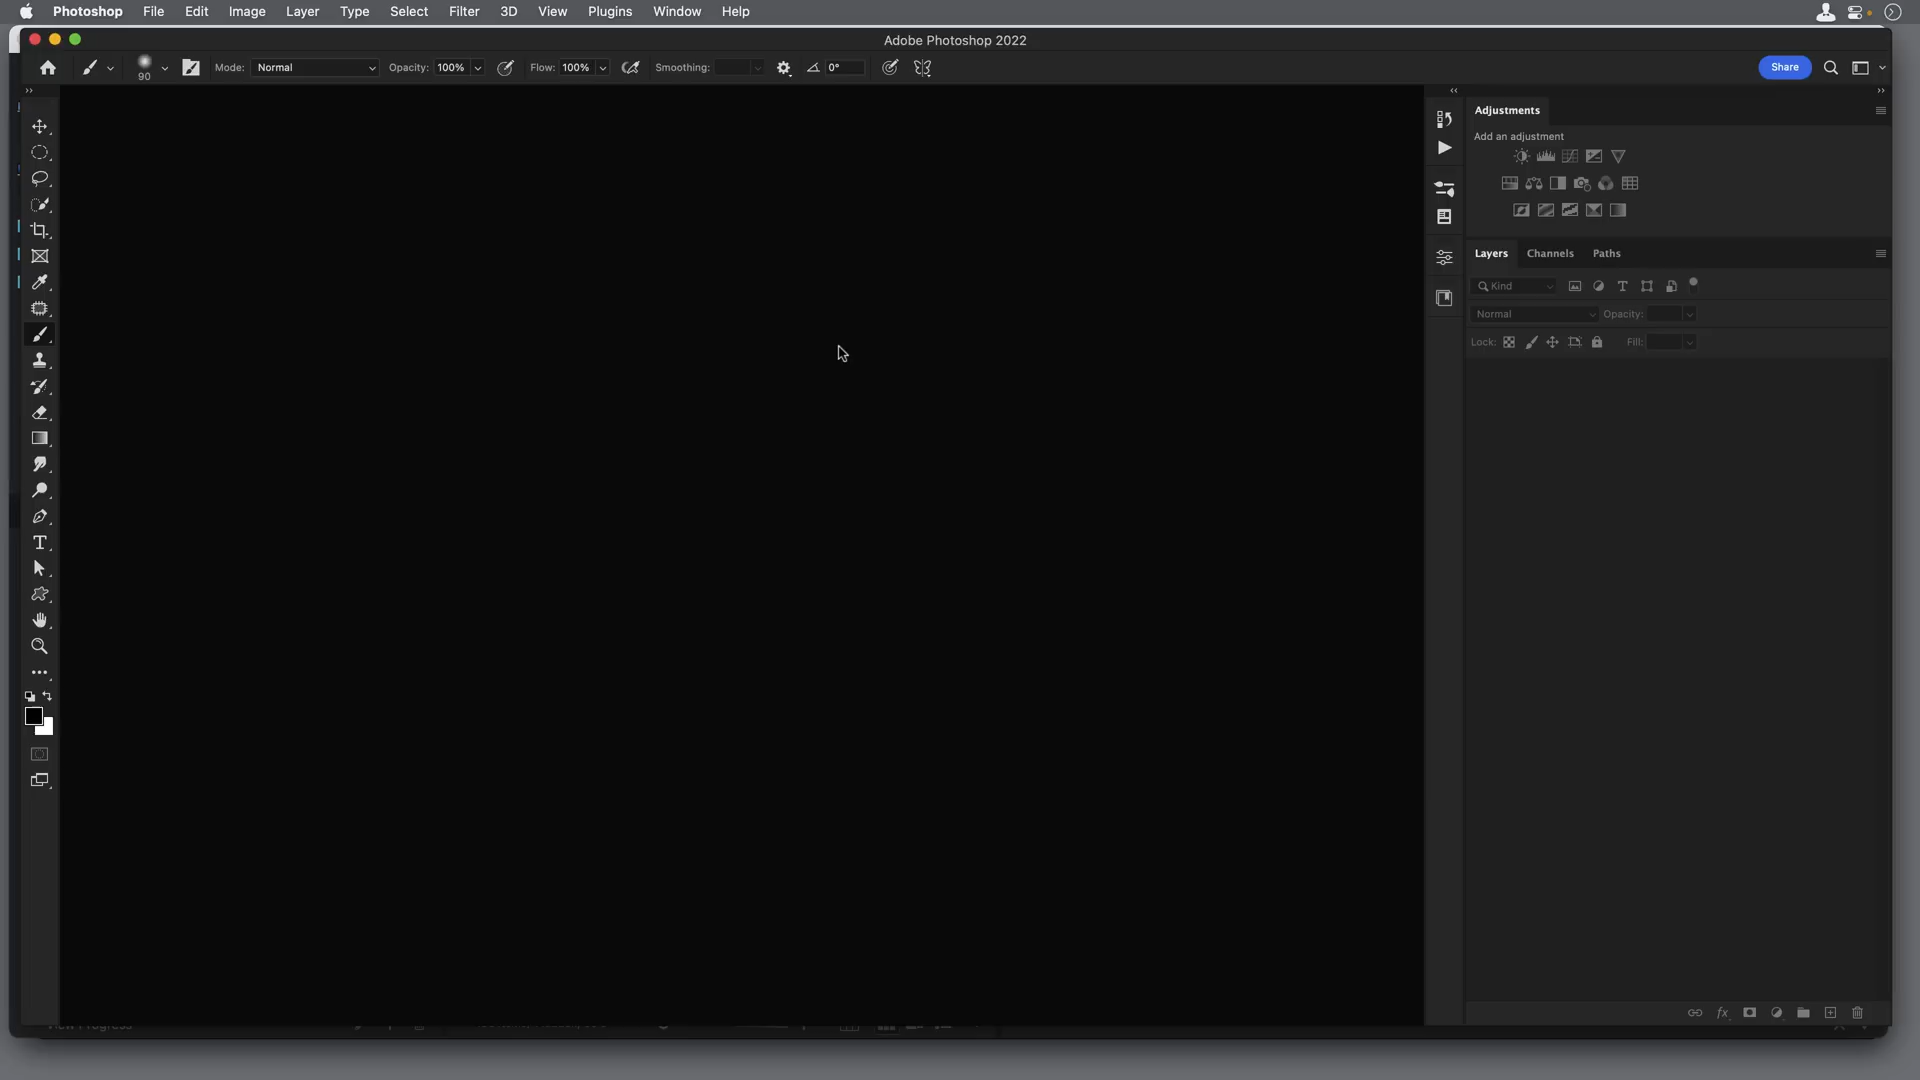 Photoshop File Edit Image Layer Type Select Filter 3D View Plugins Window Help
Adobe Photoshop 2022
90 Mode: Normal Opacity: 100% Flow: 100% Smoothing: 0° Share
Adjustments
Add an adjustment
Layers Channels Paths
Kind
Normal Opacity:
Lock: Fill:
View Progress